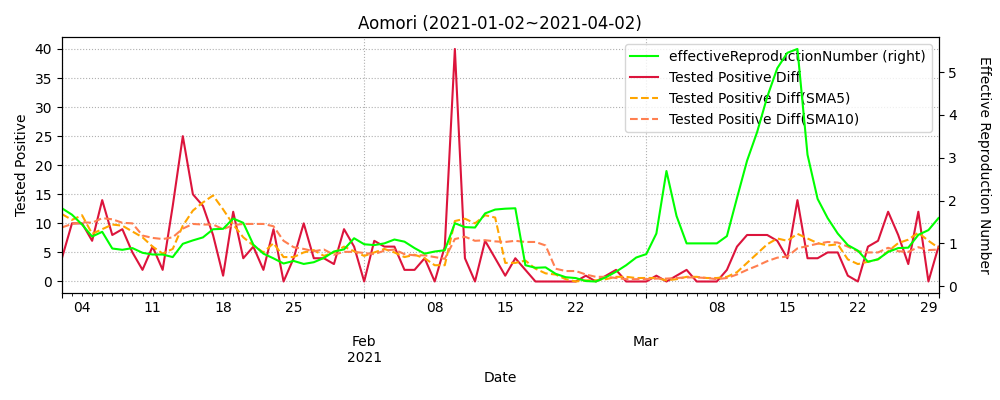 Aomori (2021-01-02~2021-04-02)
effectiveReproductionNumber (right)
Tested Positive Diff
Tested Positive Diff(SMA5)
Tested Positive Diff(SMA10)
Tested Positive
40
35
30
25
20
15
10
5
0
Effective Reproduction Number
5
4
3
2
1
0
04 11 18 25 08 15 22 08 15 22 29
Feb Mar
2021
Date